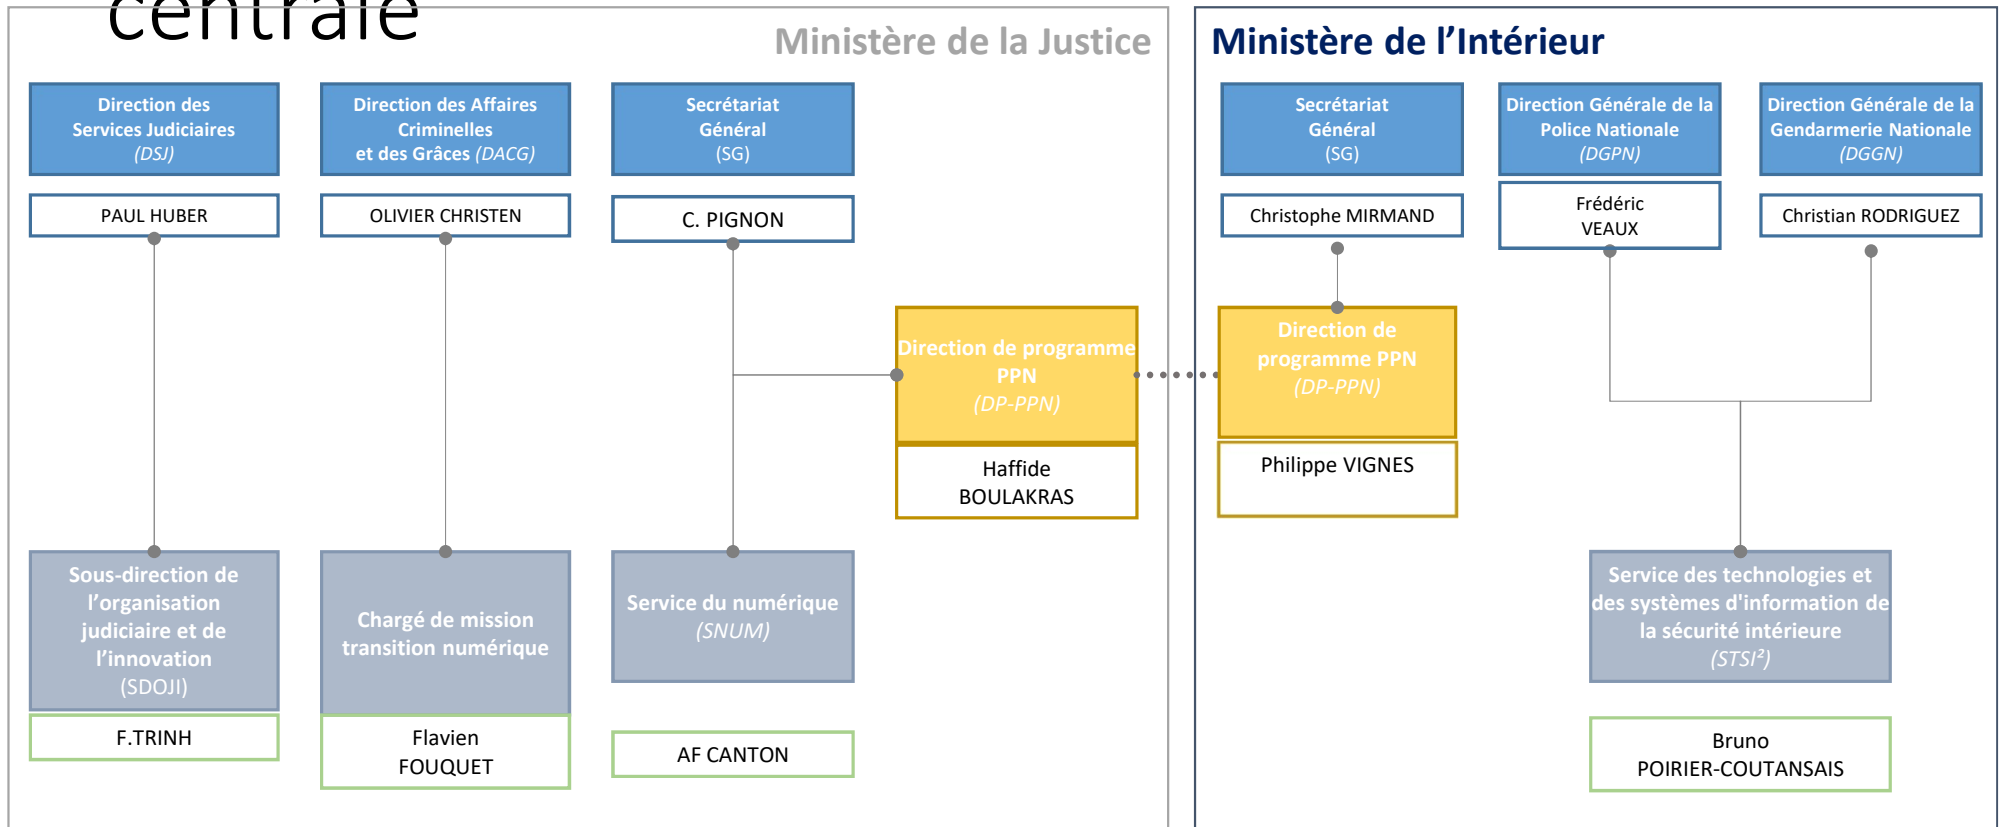 centrale
Ministère de la Justice
Direction des
Services Judiciaires
(DSJ)
PAUL HUBER
Direction des Affaires
Criminelles
et des Grâces (DACG)
OLIVIER CHRISTEN
Secrétariat
Général
(SG)
C. PIGNON
Direction de programme
PPN
(DP-PPN)
Haffide
BOULAKRAS
Sous-direction de
l’organisation
judiciaire et de
l’innovation
(SDOJI)
F.TRINH
Chargé de mission
transition numérique
Flavien
FOUQUET
Service du numérique
(SNUM)
AF CANTON
Ministère de l’Intérieur
Secrétariat
Général
(SG)
Christophe MIRMAND
Direction Générale de la
Police Nationale
(DGPN)
Frédéric
VEAUX
Direction Générale de la
Gendarmerie Nationale
(DGGN)
Christian RODRIGUEZ
Direction de
programme PPN
(DP-PPN)
Philippe VIGNES
Service des technologies et
des systèmes d'information de
la sécurité intérieure
(STSI²)
Bruno
POIRIER-COUTANSAIS